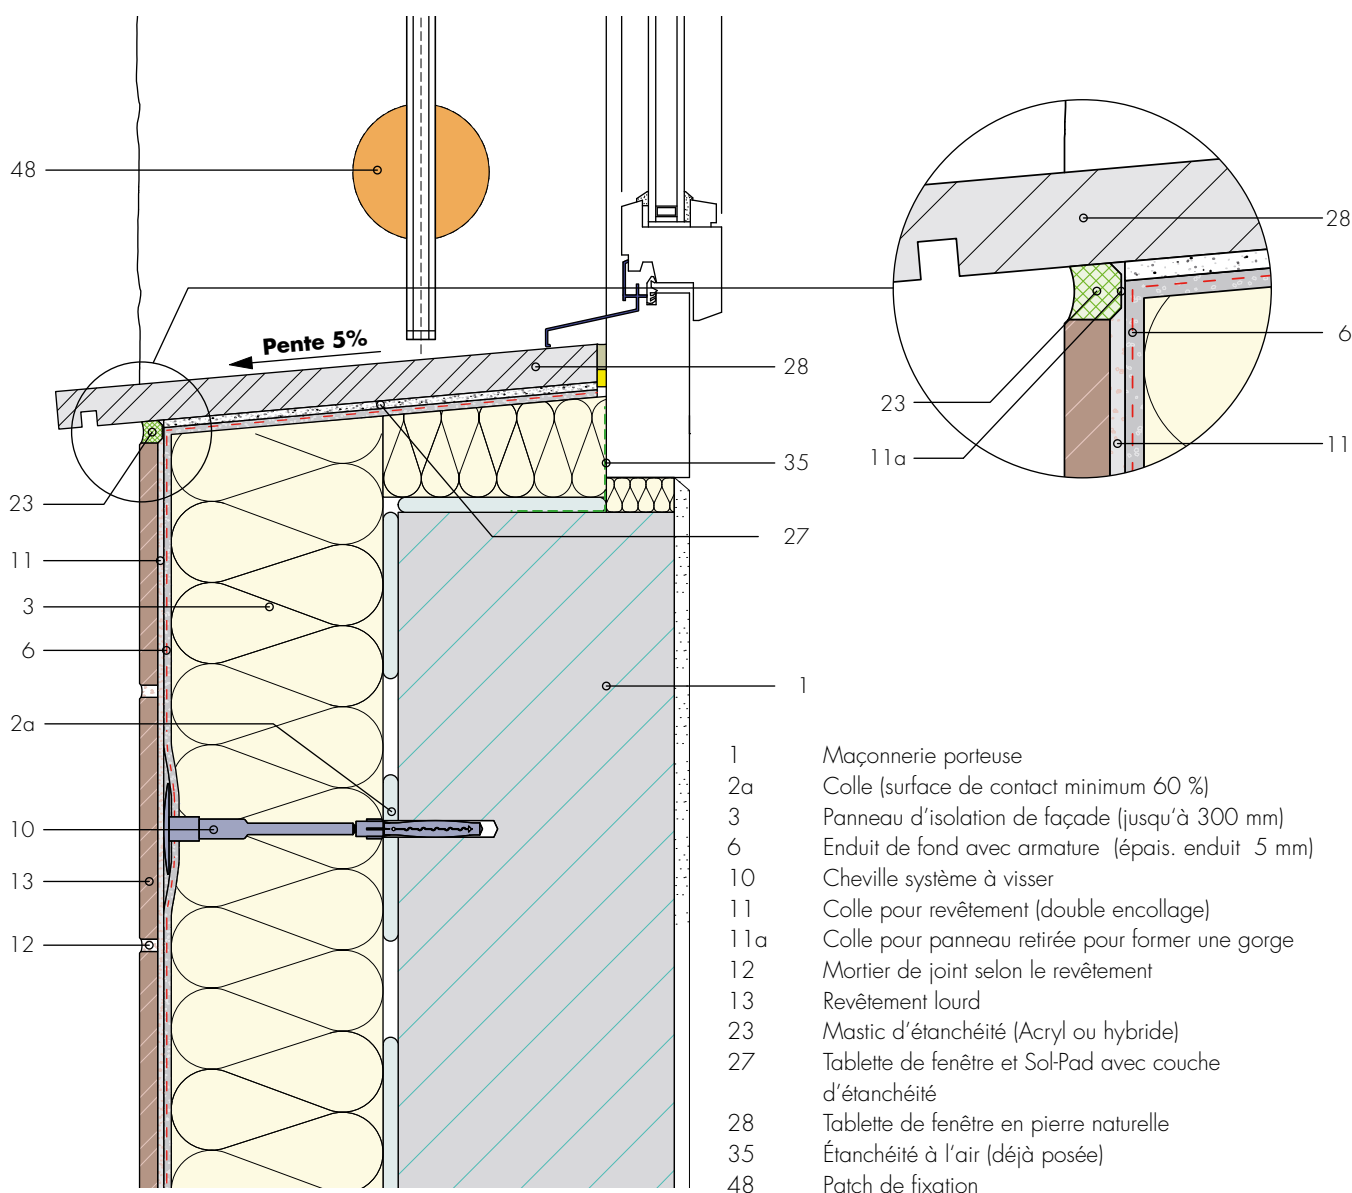 48
Pente 5%
28
35
27
23
11
3
6
2a
1
10
13
12
28
6
23
11a
11
1 Maçonnerie porteuse
2a Colle (surface de contact minimum 60 %)
3 Panneau d'isolation de façade (jusqu'à 300 mm)
6 Enduit de fond avec armature (épais. enduit 5 mm)
10 Cheville système à visser
11 Colle pour revêtement (double encollage)
11a Colle pour panneau retirée pour former une gorge
12 Mortier de joint selon le revêtement
13 Revêtement lourd
23 Mastic d'étanchéité (Acryl ou hybride)
27 Tablette de fenêtre et Sol-Pad avec couche
d'étanchéité
28 Tablette de fenêtre en pierre naturelle
35 Étanchéité à l'air (déjà posée)
48 Patch de fixation